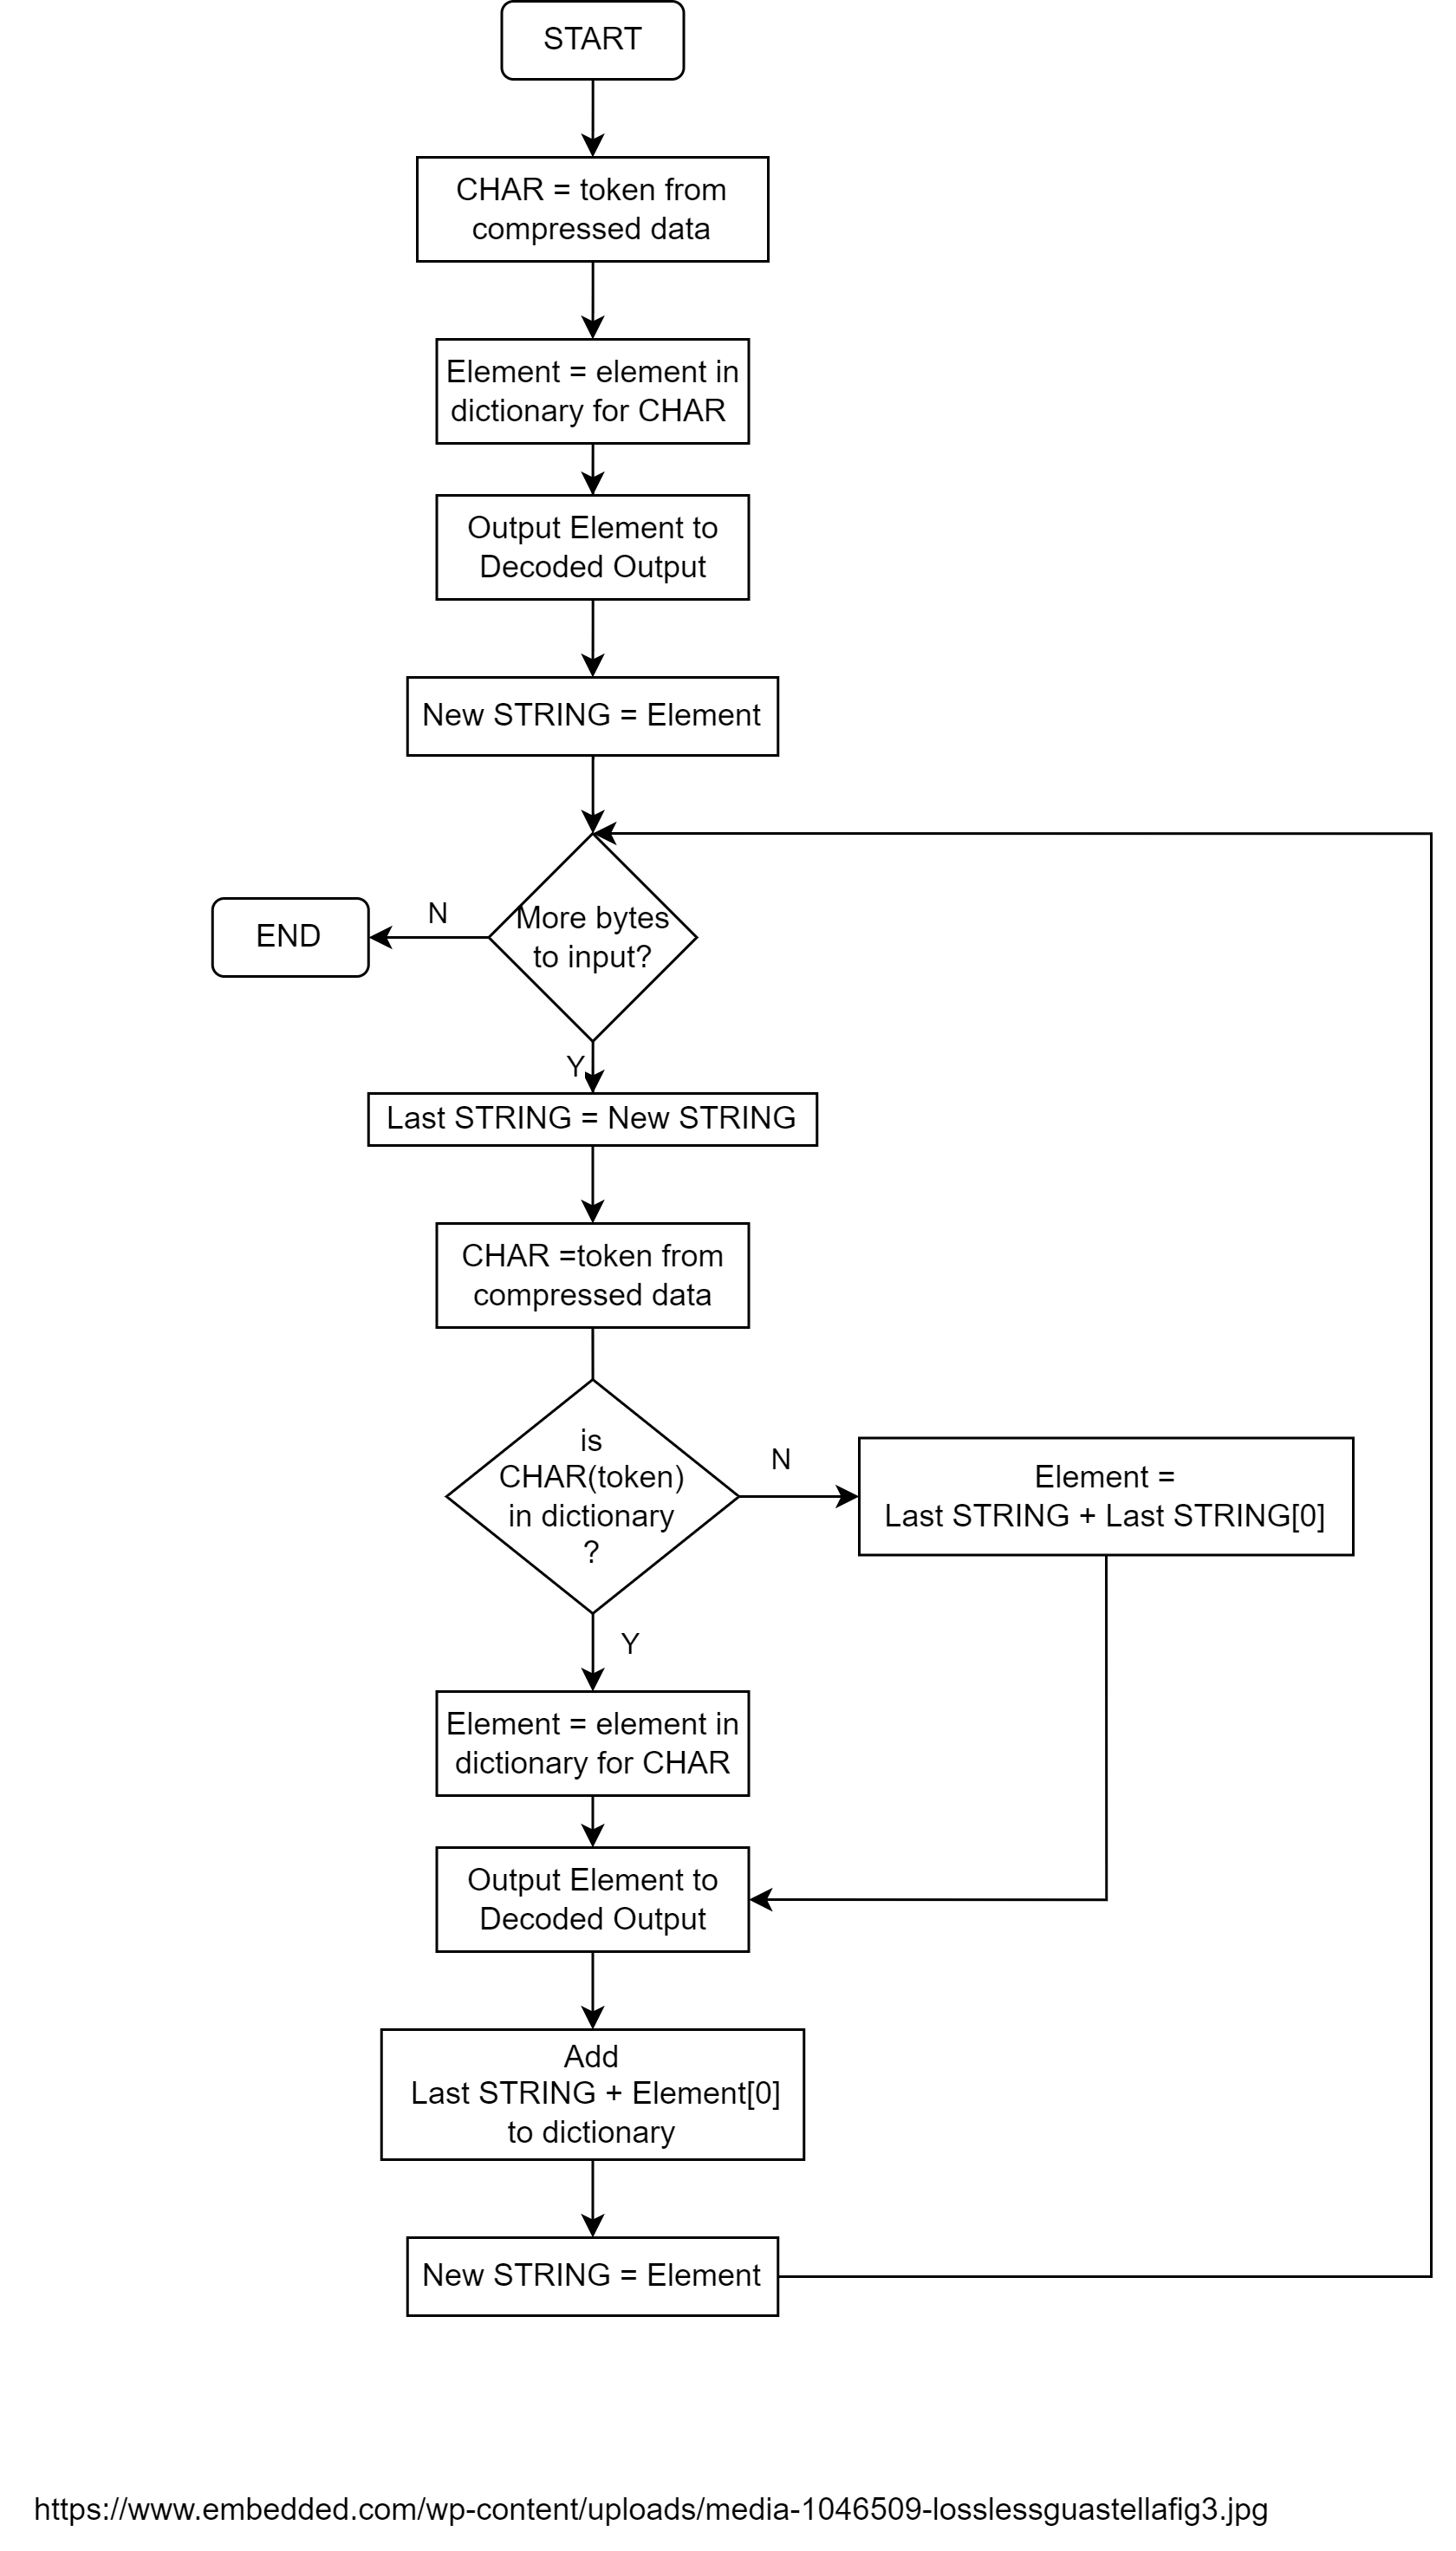 START
CHAR = token from
compressed data
Element = element in
dictionary for CHAR
Output Element to
Decoded Output
New STRING = Element
More bytes
to input?
N
END
Y
Last STRING = New STRING
CHAR =token from
compressed data
is
CHAR(token)
in dictionary
?
N
Element =
Last STRING + Last STRING[0]
Y
Element = element in
dictionary for CHAR
Output Element to
Decoded Output
Add
Last STRING + Element[0]
to dictionary
New STRING = Element
https://www.embedded.com/wp-content/uploads/media-1046509-losslessguastellafig3.jpg